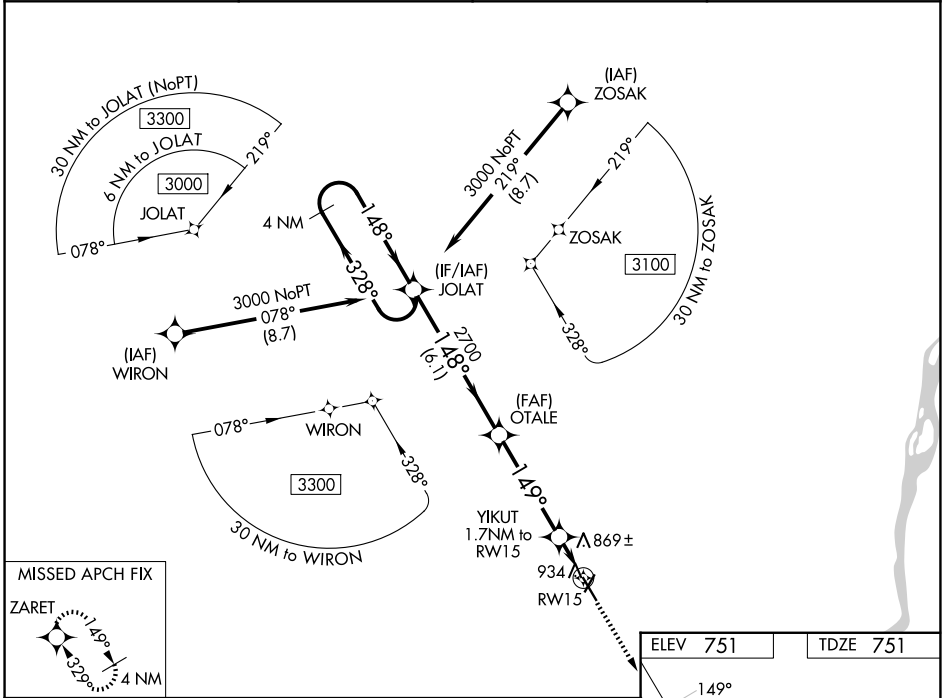 30 NM to JOLAT (NoPT)
3300
6 NM to JOLAT
3000
JOLAT
219°
078°
(IAF)
ZOSAK
3000 NoPT
219°
(8.7)
219°
ZOSAK
3100
30 NM to ZOSAK
328°
4 NM
148°
328°
(IF/IAF)
JOLAT
3000 NoPT
078°
(8.7)
(IAF)
WIRON
2700
148°
(6.1)
078°
WIRON
328°
3300
30 NM to WIRON
(FAF)
OTALE
149°
YIKUT
1.7NM to
RW15
869±
934
RW15
MISSED APCH FIX
ZARET
149°
329°
4 NM
ELEV 751
TDZE 751
149°